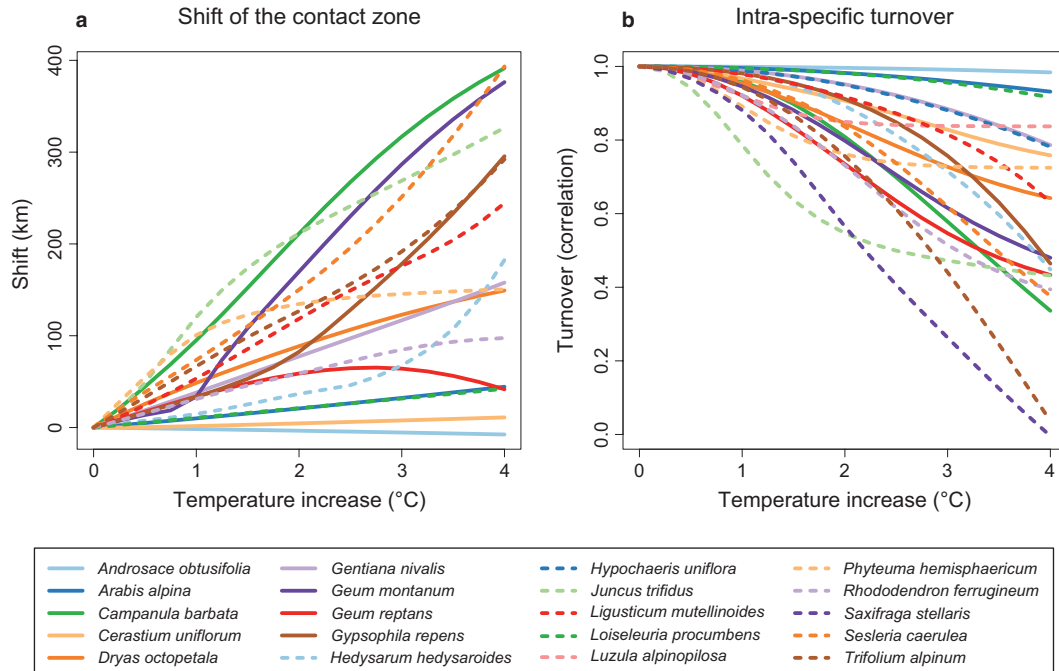 a Shift of the contact zone
400
300
200
100
0
Shift (km)
0 1 2 3 4
Temperature increase (°C)
b Intra-specific turnover
1.0
0.8
0.6
0.4
0.2
0.0
Turnover (correlation)
0 1 2 3 4
Temperature increase (°C)
Androsace obtusifolia
Arabis alpina
Campanula barbata
Cerastium uniflorum
Dryas octopetala
Gentiana nivalis
Geum montanum
Geum reptans
Gypsophila repens
Hedysarum hedysaroides
Hypochaeris uniflora
Juncus trifidus
Ligusticum mutellinoides
Loiseleuria procumbens
Luzula alpinopilosa
Phyteuma hemisphaericum
Rhododendron ferrugineum
Saxifraga stellaris
Sesleria caerulea
Trifolium alpinum